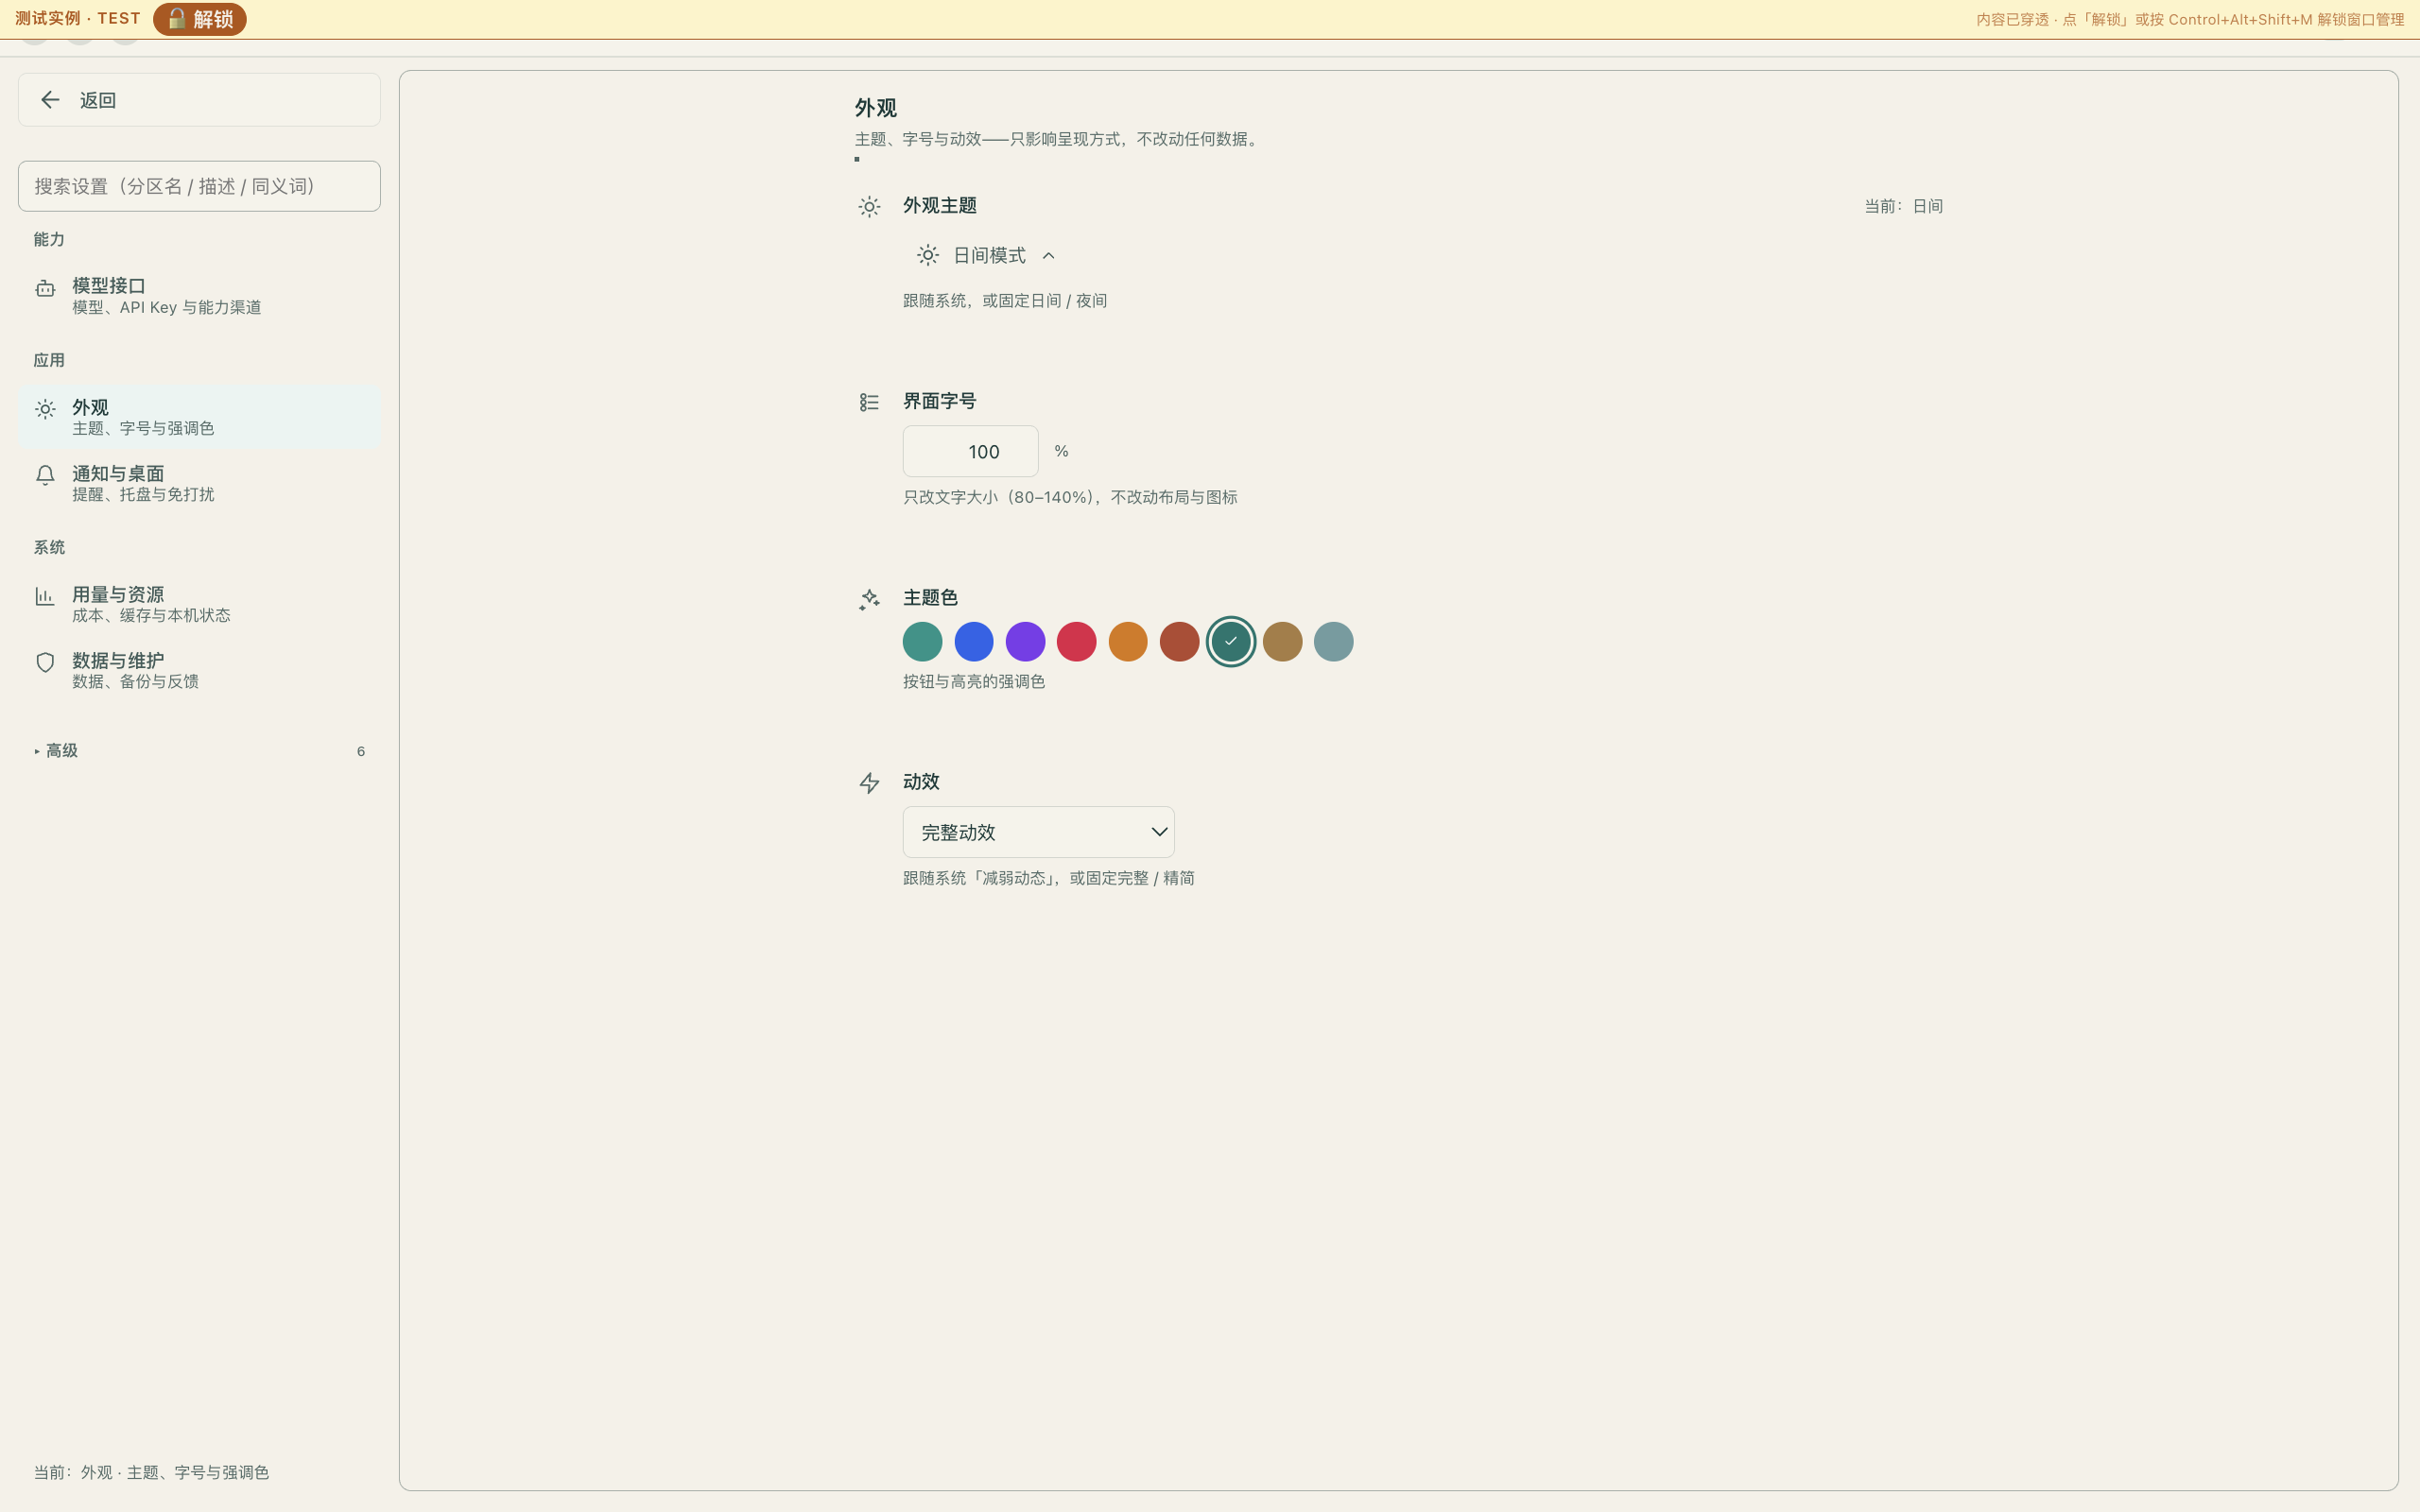 测试实例 · TEST
解锁
内容已穿透 · 点「解锁」或按 Control+Alt+Shift+M 解锁窗口管理
返回
搜索设置（分区名 / 描述 / 同义词）
能力
模型接口
模型、API Key 与能力渠道
应用
外观
主题、字号与强调色
通知与桌面
提醒、托盘与免打扰
系统
用量与资源
成本、缓存与本机状态
数据与维护
数据、备份与反馈
高级 6
当前：外观 · 主题、字号与强调色
外观
主题、字号与动效——只影响呈现方式，不改动任何数据。
外观主题
当前：日间
日间模式
跟随系统，或固定日间 / 夜间
界面字号
100 %
只改文字大小（80–140%），不改动布局与图标
主题色
按钮与高亮的强调色
动效
完整动效
跟随系统「减弱动态」，或固定完整 / 精简